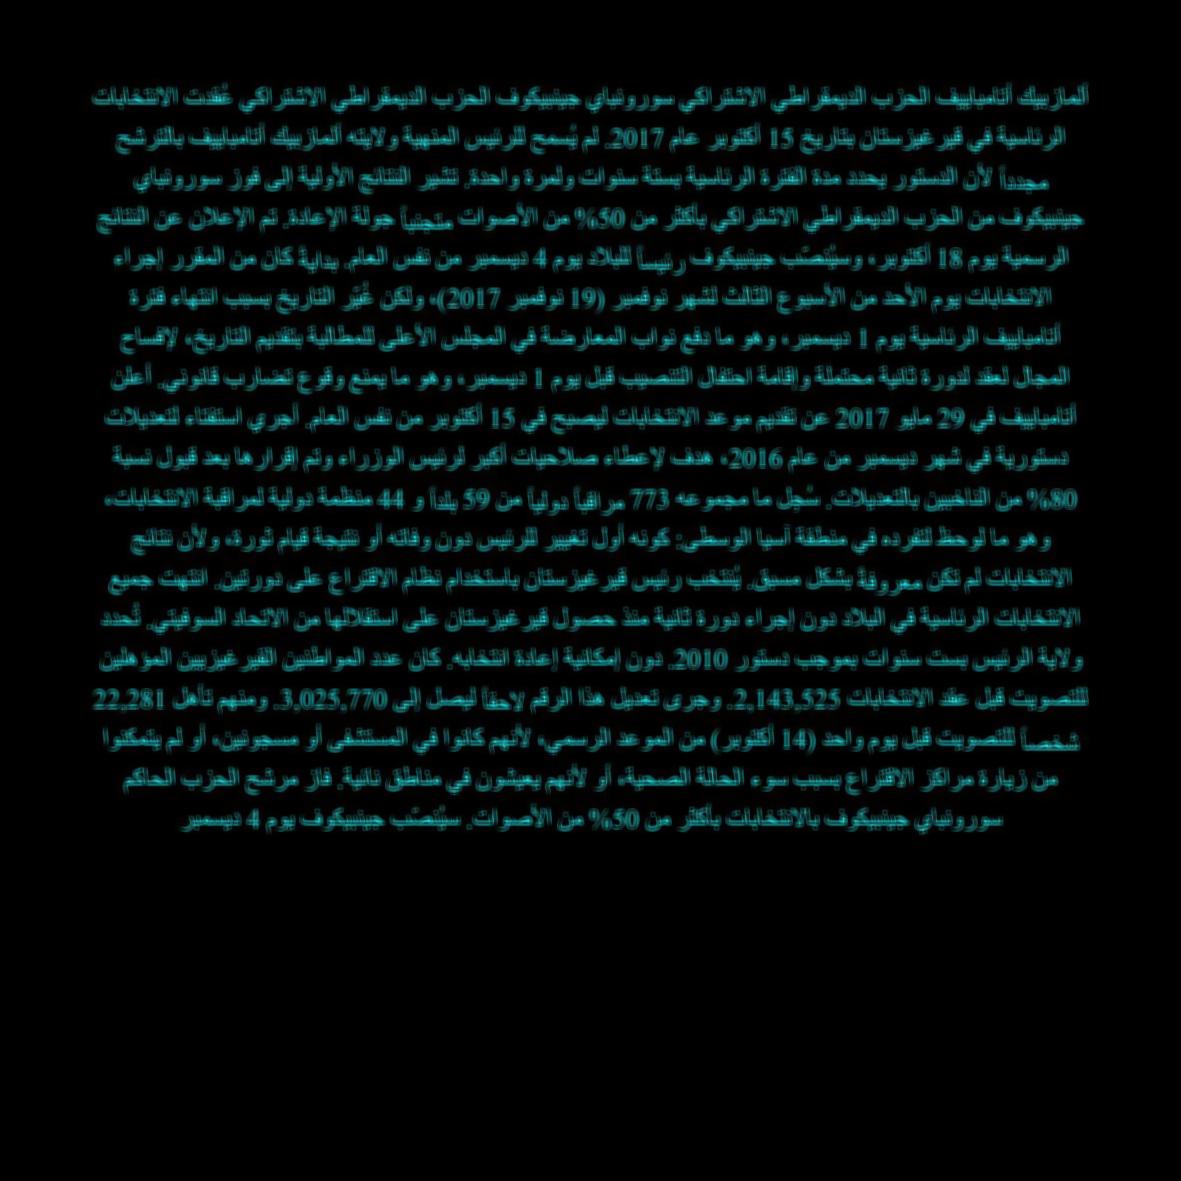 ألمازبيك أتامباييف الحزب الديمقراطي الاشتراكي سورونباي جينبيكوف الحزب الديمقراطي الاشتراكي عُقدت الانتخابات
الرئاسية في قيرغيزستان بتاريخ 15 أكتوبر عام 2017. لم يُسمح للرئيس المنهية ولايته ألمازبيك أتامباييف بالترشح
مجدداً لأن الدستور يحدد مدة الفترة الرئاسية بستة سنوات ولمرة واحدة. تشير النتائج الأولية إلى فوز سورونباي
جينبيكوف من الحزب الديمقراطي الاشتراكي بأكثر من 50% من الأصوات متجنباً جولة الإعادة. تم الإعلان عن النتائج
الرسمية يوم 18 أكتوبر، وسيُنصّب جينبيكوف رئيساً للبلاد يوم 4 ديسمبر من نفس العام. بدايةً كان من المقرر إجراء
الانتخابات يوم الأحد من الأسبوع الثالث لشهر نوفمبر (19 نوفمبر 2017)، ولكن غُيّر التاريخ بسبب انتهاء فترة
أتامباييف الرئاسية يوم 1 ديسمبر، وهو ما دفع نواب المعارضة في المجلس الأعلى للمطالبة بتقديم التاريخ، لإفساح
المجال لعقد لدورة ثانية محتملة وإقامة احتفال التنصيب قبل يوم 1 ديسمبر، وهو ما يمنع وقوع تضارب قانوني. أعلن
أتامباييف في 29 مايو 2017 عن تقديم موعد الانتخابات ليصبح في 15 أكتوبر من نفس العام. أجري استفتاء لتعديلات
دستورية في شهر ديسمبر من عام 2016، هدف لإعطاء صلاحيات أكبر لرئيس الوزراء وتم إقرارها بعد قبول نسبة
80% من الناخبين بالتعديلات. سُجل ما مجموعه 773 مراقباً دولياً من 59 بلداً و 44 منظمة دولية لمراقبة الانتخابات،
وهو ما لوحظ لتفرده في منطقة آسيا الوسطى: كونه أول تغيير للرئيس دون وفاته أو نتيجة قيام ثورة، ولأن نتائج
الانتخابات لم تكن معروفةً بشكل مسبق. يُنتخب رئيس قيرغيزستان باستخدام نظام الاقتراع على دورتين. انتهت جميع
الانتخابات الرئاسية في البلاد دون إجراء دورة ثانية منذ حصول قيرغيزستان على استقلالها من الاتحاد السوفيتي. تُحدد
ولاية الرئيس بست سنوات بموجب دستور 2010. دون إمكانية إعادة انتخابه. كان عدد المواطنين القيرغيزيين المؤهلين
للتصويت قبل عقد الانتخابات 2,143,525. وجرى تعديل هذا الرقم لاحقاً ليصل إلى 3,025,770. ومنهم تأهل 22,281
شخصاً للتصويت قبل يوم واحد (14 أكتوبر) من الموعد الرسمي، لأنهم كانوا في المستشفى أو مسجونين، أو لم يتمكنوا
من زيارة مراكز الاقتراع بسبب سوء الحالة الصحية، أو لأنهم يعيشون في مناطق نائية. فاز مرشح الحزب الحاكم
سورونباي جينبيكوف بالانتخابات بأكثر من 50% من الأصوات. سيُنصّب جينبيكوف يوم 4 ديسمبر